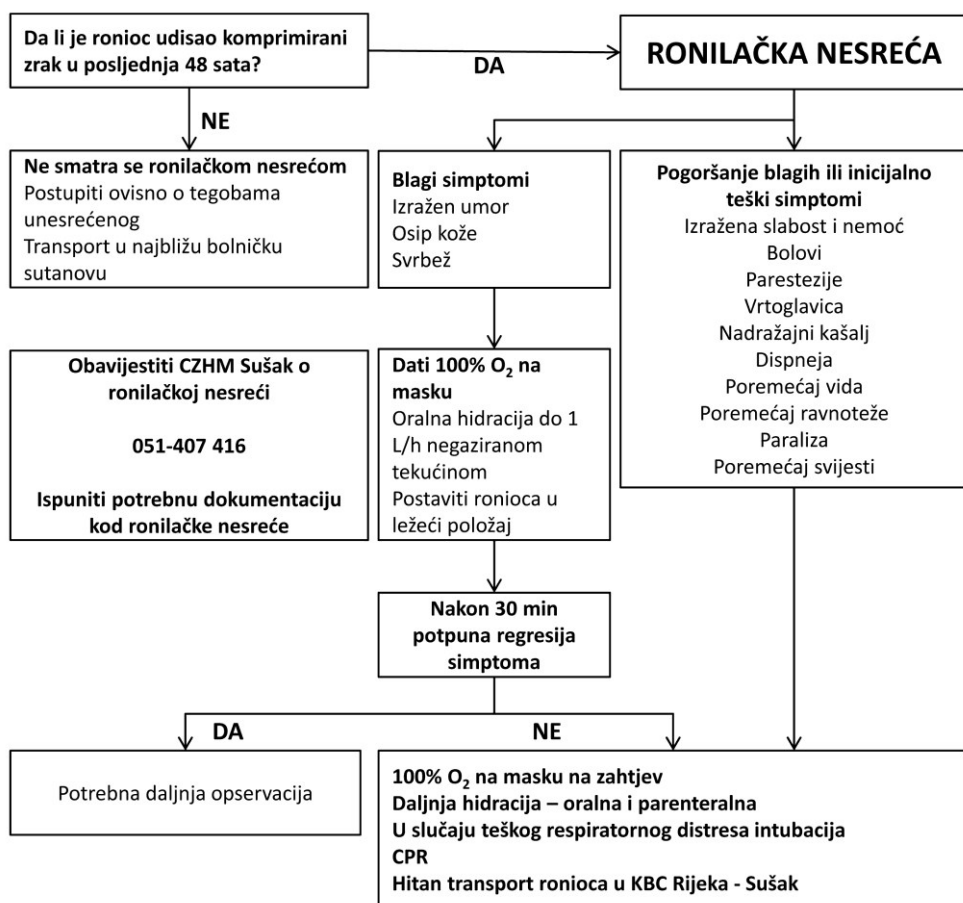 Da li je ronioc udisao komprimirani
zrak u posljednja 48 sata?
DA
RONILAČKA NESREĆA
NE
Ne smatra se ronilačkom nesrećom
Postupiti ovisno o tegobama
unesrećenog
Transport u najbližu bolničku
sutanovu
Blagi simptomi
Izražen umor
Osip kože
Svrbež
Pogoršanje blagih ili inicijalno
teški simptomi
Izražena slabost i nemoć
Bolovi
Parestezije
Vrtoglavica
Nadražajni kašalj
Dispneja
Poremećaj vida
Poremećaj ravnoteže
Paraliza
Poremećaj svijesti
Obavijestiti CZHM Sušak o
ronilačkoj nesreći
051-407 416
Ispuniti potrebnu dokumentaciju
kod ronilačke nesreće
Dati 100% O₂ na
masku
Oralna hidracija do 1
L/h negaziranom
tekućinom
Postaviti ronioca u
ležeći položaj
Nakon 30 min
potpuna regresija
simptoma
DA
NE
Potrebna daljnja opservacija
100% O₂ na masku na zahtjev
Daljnja hidracija – oralna i parenteralna
U slučaju teškog respiratornog distresa intubacija
CPR
Hitan transport ronioca u KBC Rijeka - Sušak